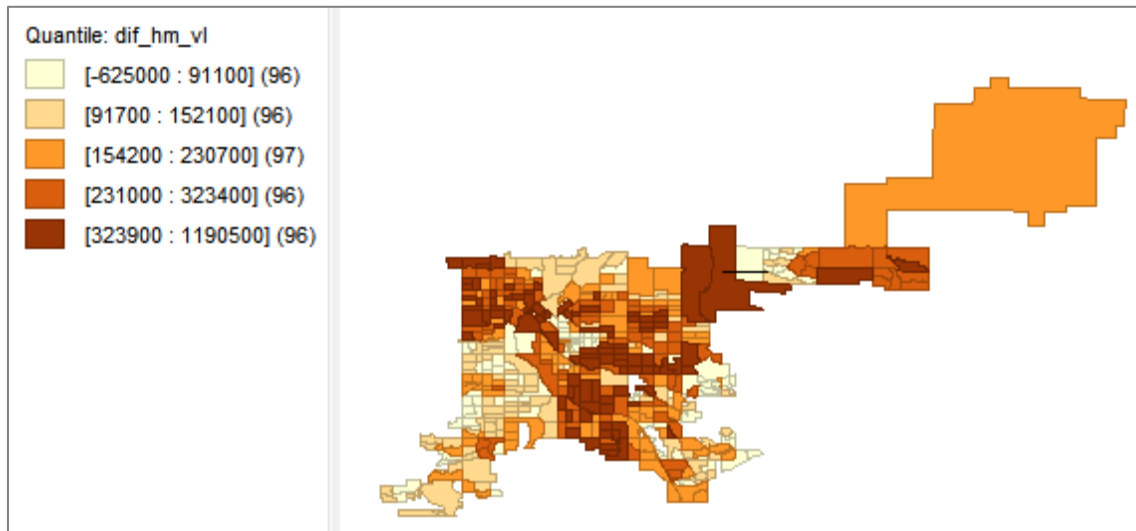 Quantile: dif_hm_vl
[-625000 : 91100] (96)
[91700 : 152100] (96)
[154200 : 230700] (97)
[231000 : 323400] (96)
[323900 : 1190500] (96)